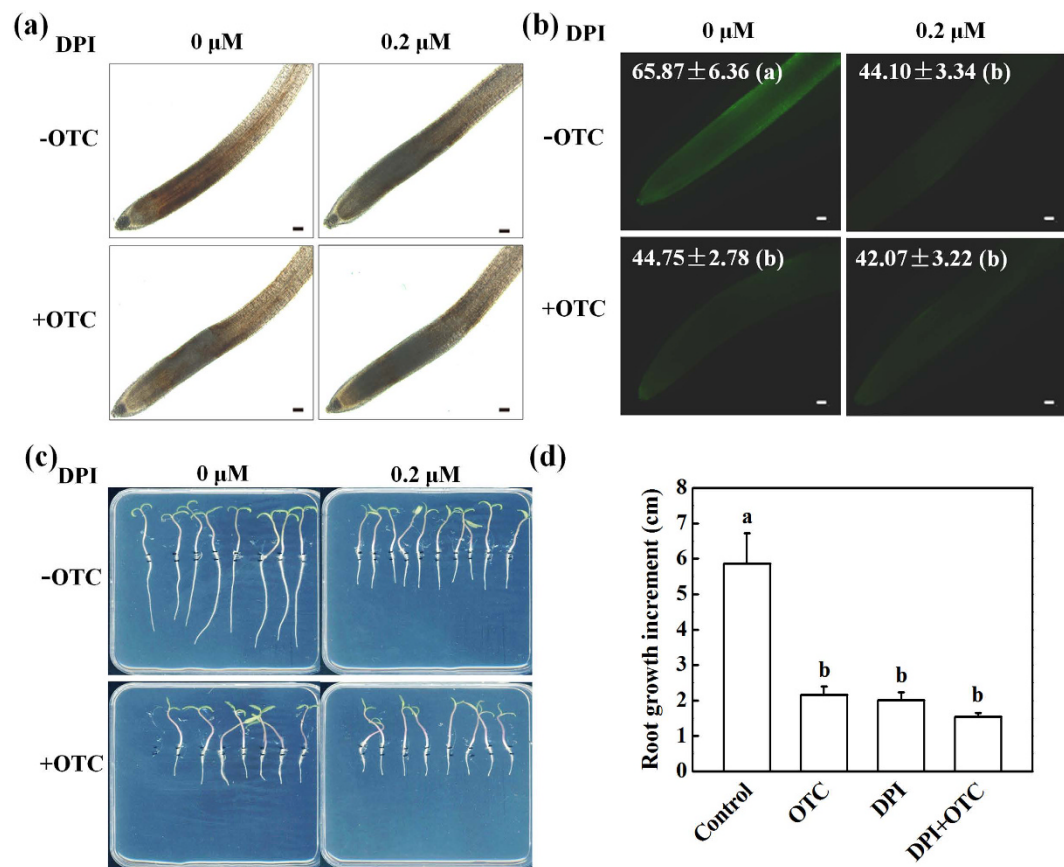 (a)
DPI 0 μM 0.2 μM
-OTC
+OTC
(b)
DPI 0 μM 0.2 μM
65.87±6.36 (a) 44.10±3.34 (b)
-OTC
44.75±2.78 (b) 42.07±3.22 (b)
+OTC
(c)
DPI 0 μM 0.2 μM
-OTC
+OTC
(d)
8
7
6
5
4
3
2
1
0
Root growth increment (cm)
a
b
b
b
Control
OTC
DPI
DPI+OTC